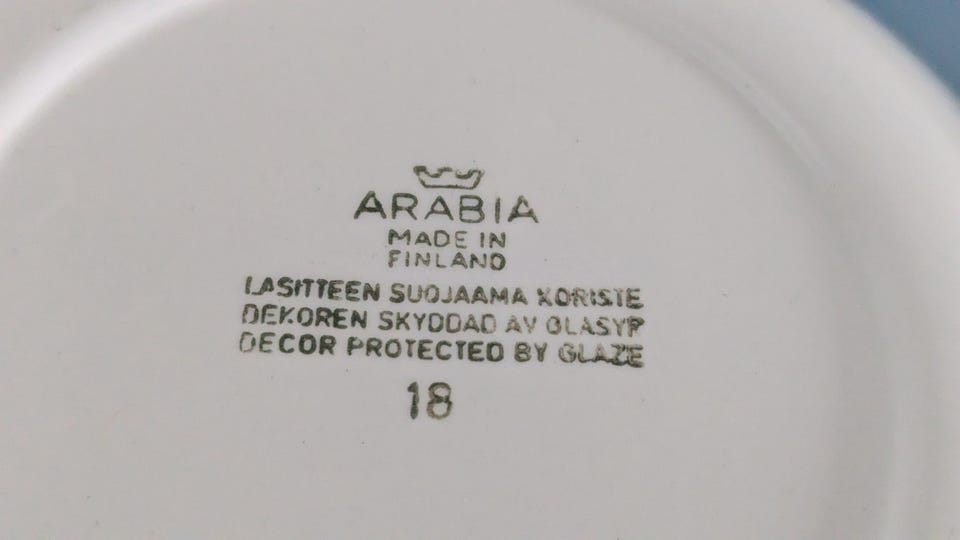 ARABIA
MADE IN
FINLAND
LASITTEEN SUOJAAMA KORISTE
DEKOREN SKYDDAD AV GLASYR
DECOR PROTECTED BY GLAZE
18